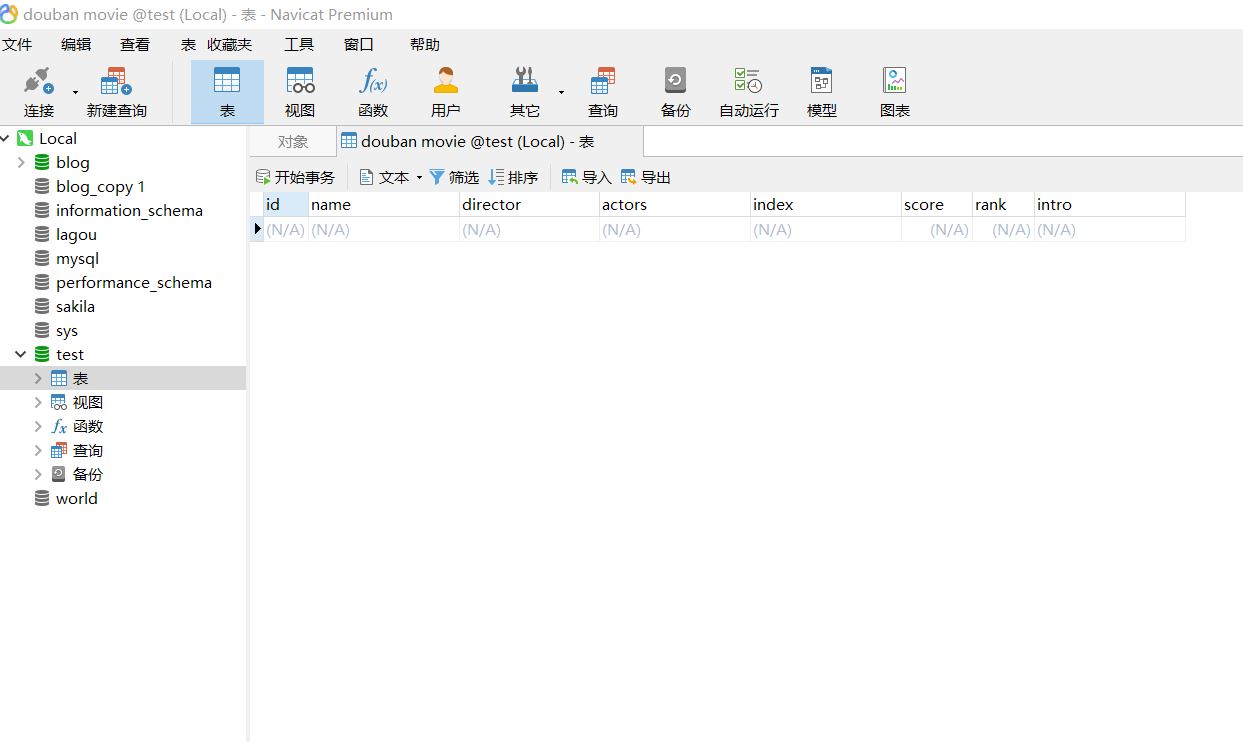 douban movie @test (Local) - 表 - Navicat Premium
文件 编辑 查看 表 收藏夹 工具 窗口 帮助
连接 新建查询 表 视图 函数 用户 其它 查询 备份 自动运行 模型 图表
Local
blog
blog_copy 1
information_schema
lagou
mysql
performance_schema
sakila
sys
test
表
视图
函数
查询
备份
world
对象 douban movie @test (Local) - 表
开始事务 文本 筛选 排序 导入 导出
id name director actors index score rank intro
(N/A) (N/A) (N/A) (N/A) (N/A) (N/A) (N/A) (N/A)